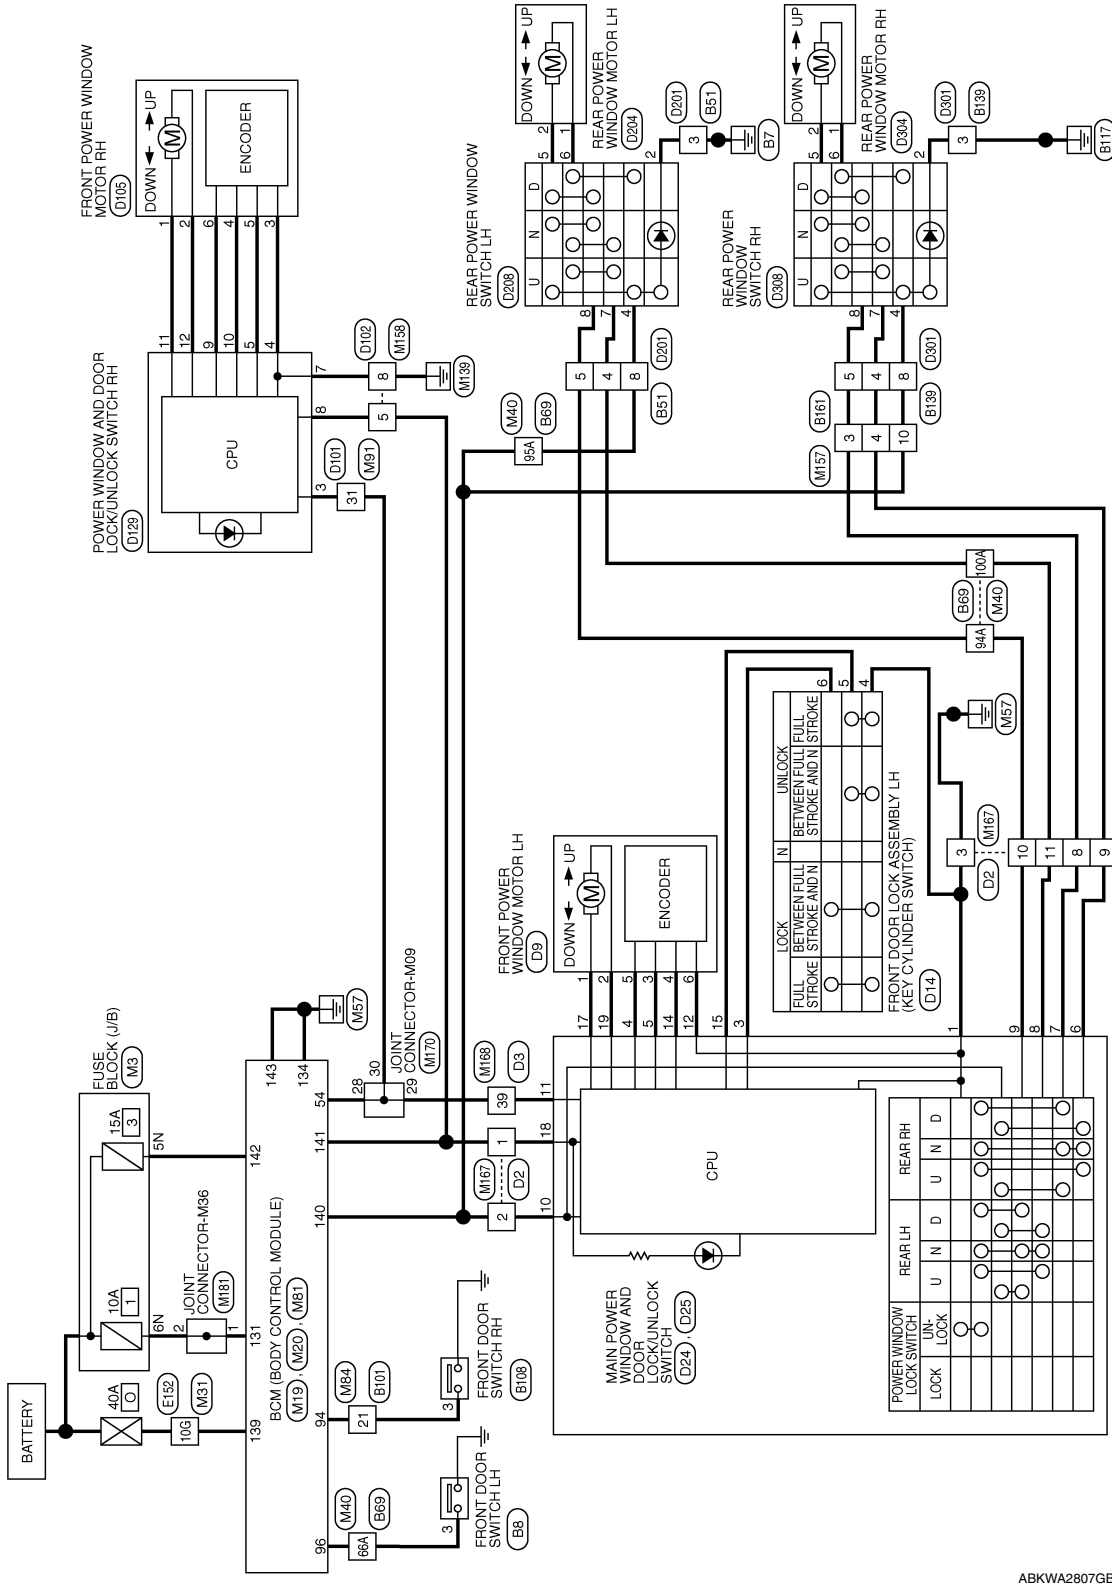 BATTERY
40A
O
E152
10G
M31
FUSE
BLOCK (J/B)
M3
10A
1
6N
15A
3
5N
2
JOINT
CONNECTOR-M36
M181
1
139
131
142
143
134
M57
BCM (BODY CONTROL MODULE)
M19 , M20 , M81
96
94
140
141
54
66A
M40
B69
3
FRONT DOOR
SWITCH LH
B8
21
M84
B101
3
FRONT DOOR
SWITCH RH
B108
28
30
29
JOINT
CONNECTOR-M09
M170
2
M167
D2
1
39
M168
D3
10
18
11
MAIN POWER
WINDOW AND
DOOR
LOCK/UNLOCK
SWITCH
D24 , D25
CPU
17
19
4
5
14
12
15
3
1
9
8
7
6
POWER WINDOW
LOCK SWITCH
LOCK
UN-
LOCK
REAR LH
U
N
D
REAR RH
U
N
D
FRONT POWER
WINDOW MOTOR LH
D9
DOWN
UP
M
ENCODER
1
2
5
3
4
6
LOCK
N
UNLOCK
FULL
STROKE
BETWEEN FULL
STROKE AND N
BETWEEN FULL
STROKE AND N
FULL
STROKE
6
5
4
FRONT DOOR LOCK ASSEMBLY LH
(KEY CYLINDER SWITCH)
D14
3
D2
M167
10
11
8
9
M57
94A
B69
M40
100A
POWER WINDOW AND DOOR
LOCK/UNLOCK SWITCH RH
D129
CPU
11
12
9
10
5
4
3
8
7
31
D101
M91
5
8
D102
M158
M139
FRONT POWER WINDOW
MOTOR RH
D105
DOWN
UP
M
ENCODER
1
2
6
4
5
3
M40
B69
95A
REAR POWER WINDOW
SWITCH LH
D208
U
N
D
8
7
4
5
6
2
5
4
8
D201
B51
REAR POWER
WINDOW MOTOR LH
D204
DOWN
UP
M
2
1
3
D201
B51
B7
REAR POWER
WINDOW
SWITCH RH
D308
U
N
D
8
7
4
5
6
2
5
4
8
D301
B139
3
4
10
B161
M157
REAR POWER
WINDOW MOTOR RH
D304
DOWN
UP
M
2
1
3
D301
B139
B117
ABKWA2807GB